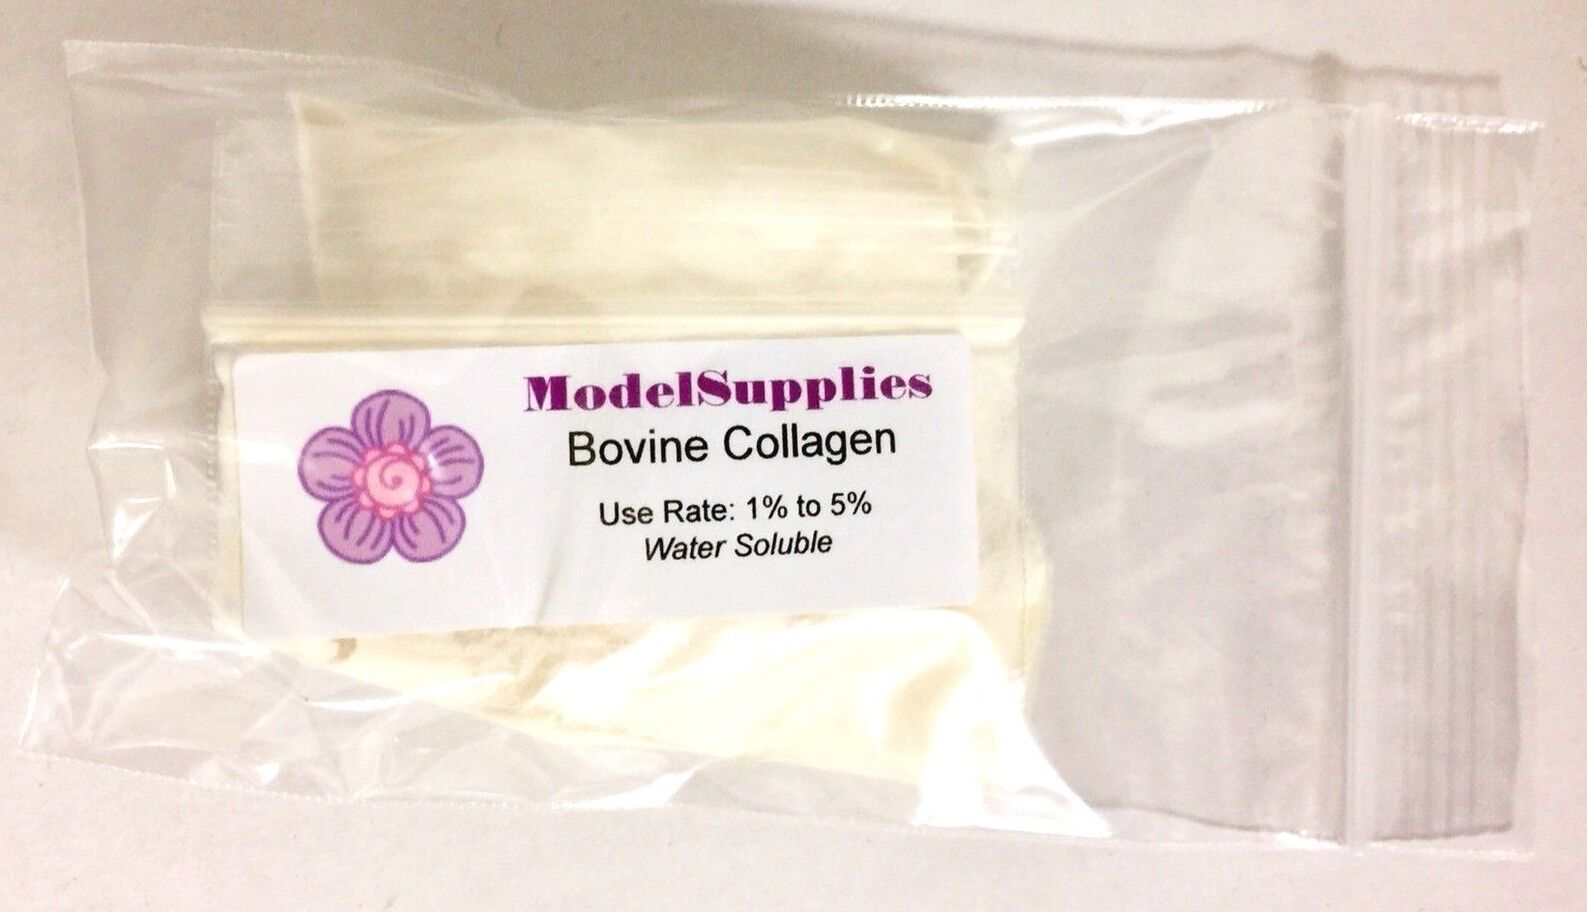 ModelSupplies
Bovine Collagen
Use Rate: 1% to 5%
Water Soluble